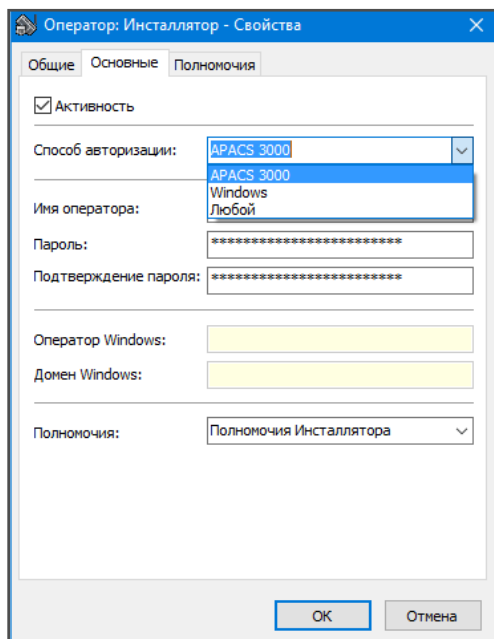 Оператор: Инсталлятор - Свойства
Общие Основные Полномочия
Активность
Способ авторизации: APACS 3000
APACS 3000
Windows
Любой
Имя оператора:
Пароль: ************************
Подтверждение пароля: ************************
Оператор Windows:
Домен Windows:
Полномочия: Полномочия Инсталлятора
ОК Отмена